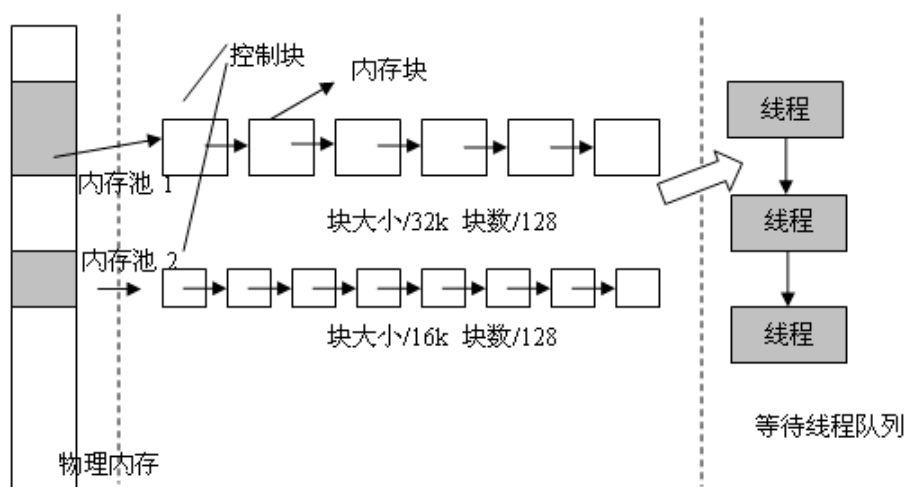 控制块
内存块
线程
内存池 1
块大小/32k 块数/128
线程
内存池 2
块大小/16k 块数/128
线程
等待线程队列
物理内存